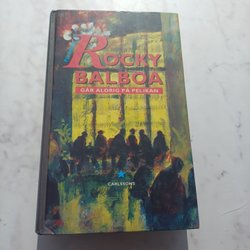 ROCKY
BALBOA
GÅR ALDRIG PÅ PELIKAN
CARLSSONS